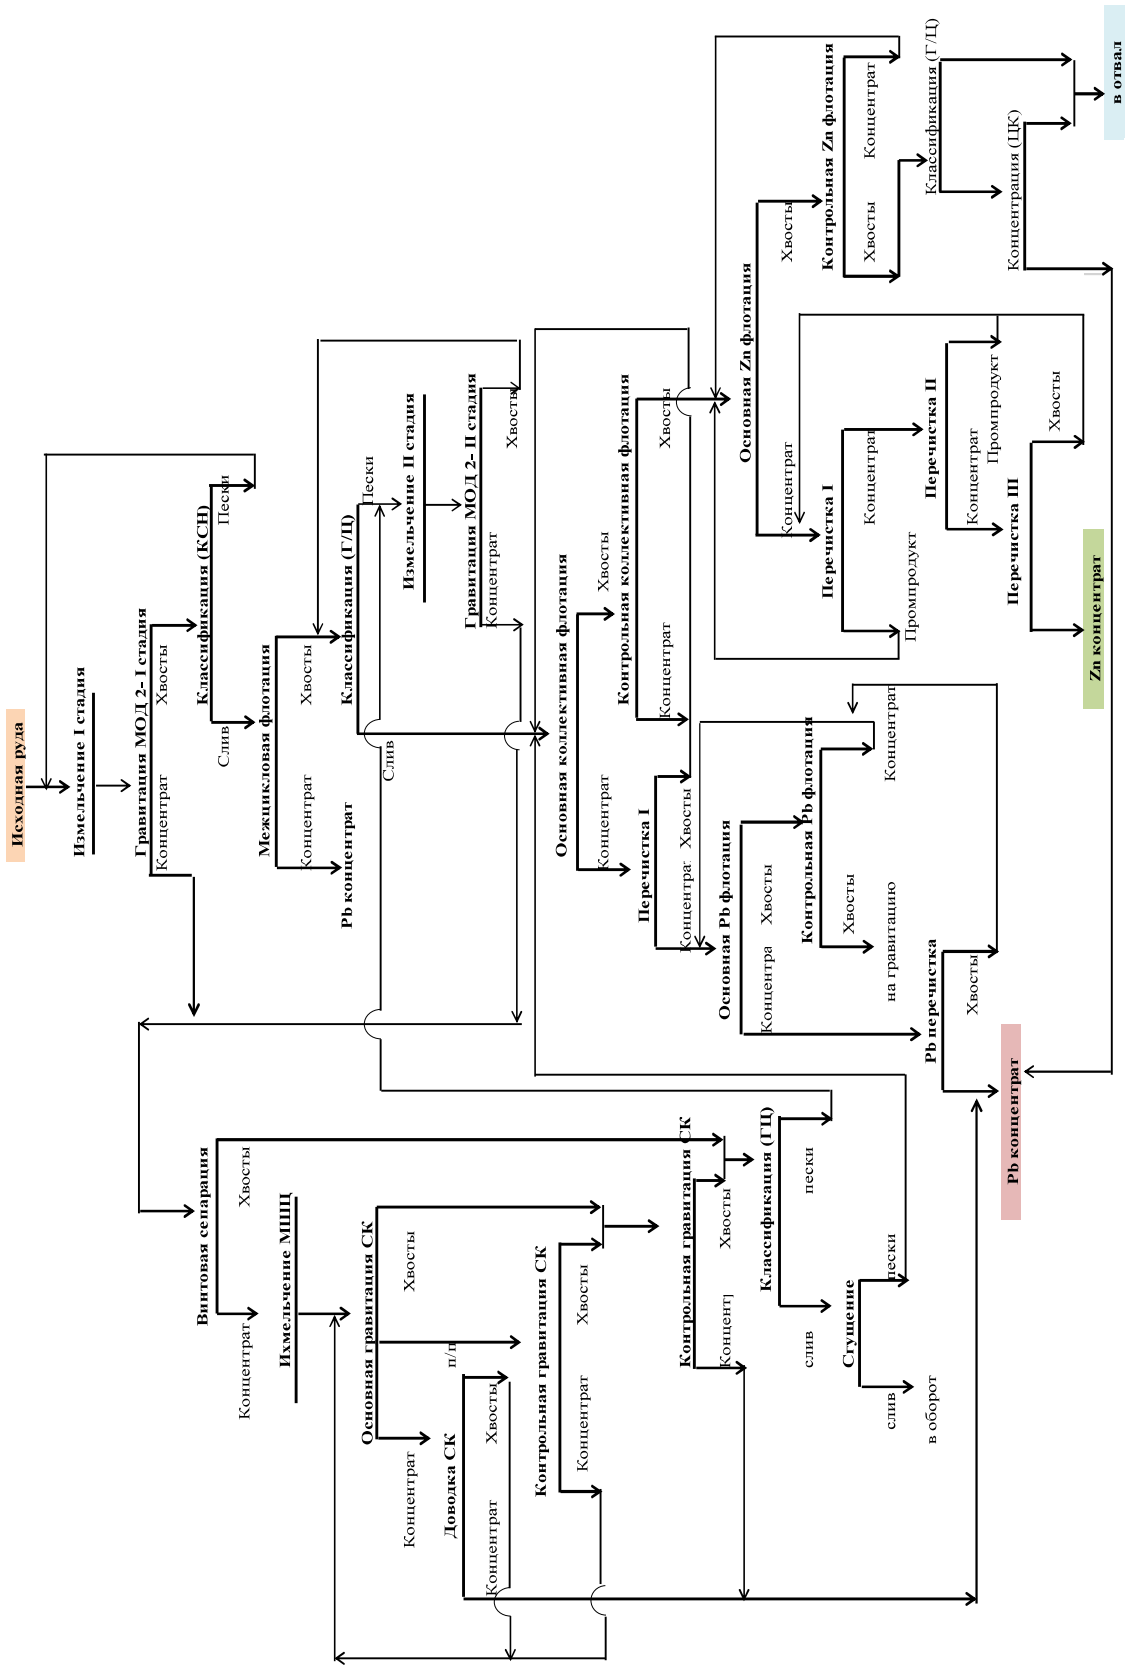 Исходная руда
Измельчение I стадия
Гравитация МОД 2- I стадия
Концентрат
Хвосты
Классификация (КСН)
Слив
Пески
Межцикловая флотация
Концентрат
Хвосты
Pb концентрат
Классификация (Г/Ц)
Слив
Пески
Измельчение II стадия
Гравитация МОД 2- II стадия
Концентрат
Хвосты
Основная коллективная флотация
Концентрат
Хвосты
Контрольная коллективная флотация
Концентрат
Хвосты
Перечистка I
Концентра
Хвосты
Основная Pb флотация
Концентра
Хвосты
Контрольная Pb флотация
Хвосты
Концентрат
на гравитацию
Pb перечистка
Хвосты
Pb концентрат
Основная Zn флотация
Концентрат
Хвосты
Перечистка I
Промпродукт
Концентрат
Перечистка II
Концентрат
Промпродукт
Перечистка III
Хвосты
Zn концентрат
Контрольная Zn флотация
Хвосты
Концентрат
Классификация (Г/Ц)
Концентрация (ЦК)
в отвал
Винтовая сепарация
Концентрат
Хвосты
Ихмельчение МШЦ
Основная гравитация СК
Концентрат
п/п
Хвосты
Доводка СК
Концентрат
Хвосты
Контрольная гравитация СК
Концентрат
Хвосты
Контрольная гравитация СК
Концент
Хвосты
Классификация (ГЦ)
слив
пески
Сгущение
слив
пески
в оборот